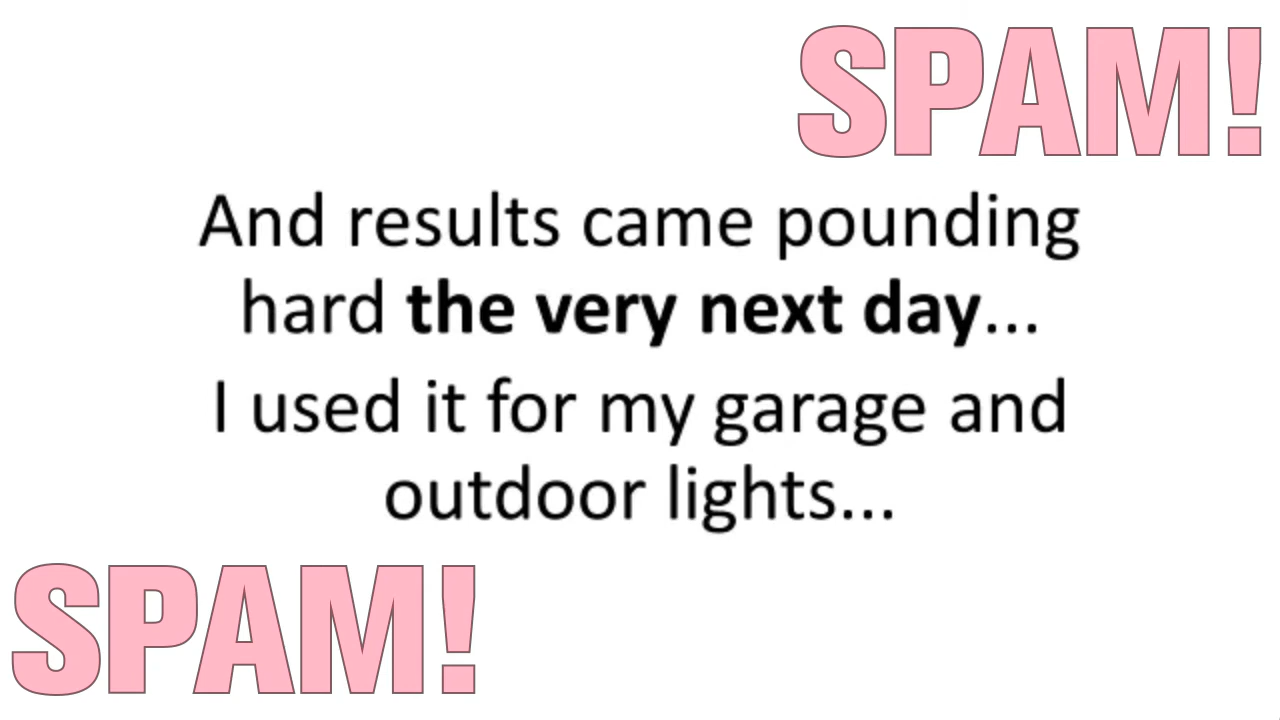 SPAM!
And results came pounding
hard the very next day...
I used it for my garage and
outdoor lights...
SPAM!